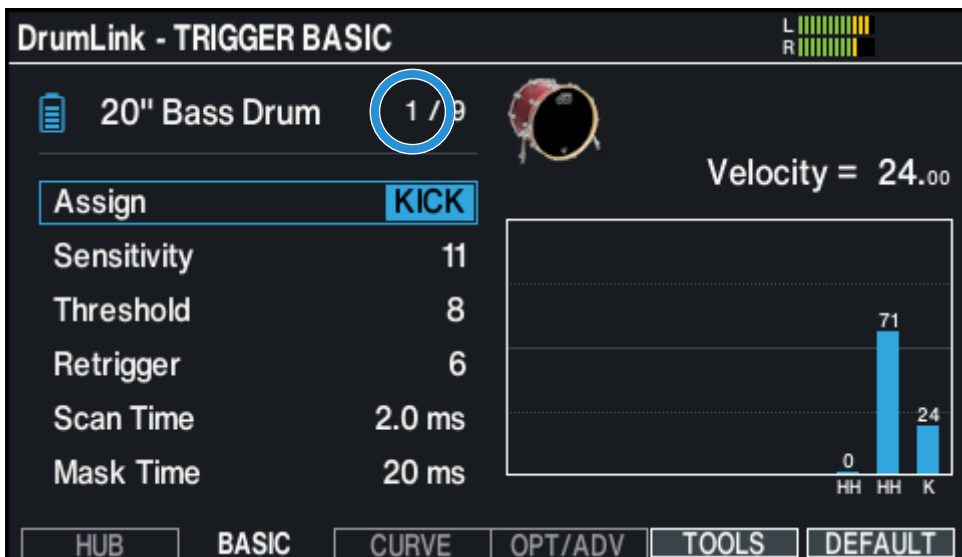 DrumLink - TRIGGER BASIC
L
R
20" Bass Drum 1 / 9
Velocity = 24.00
Assign KICK
Sensitivity 11
Threshold 8
Retrigger 6
Scan Time 2.0 ms
Mask Time 20 ms
71
24
0
HH HH K
HUB BASIC CURVE OPT/ADV TOOLS DEFAULT